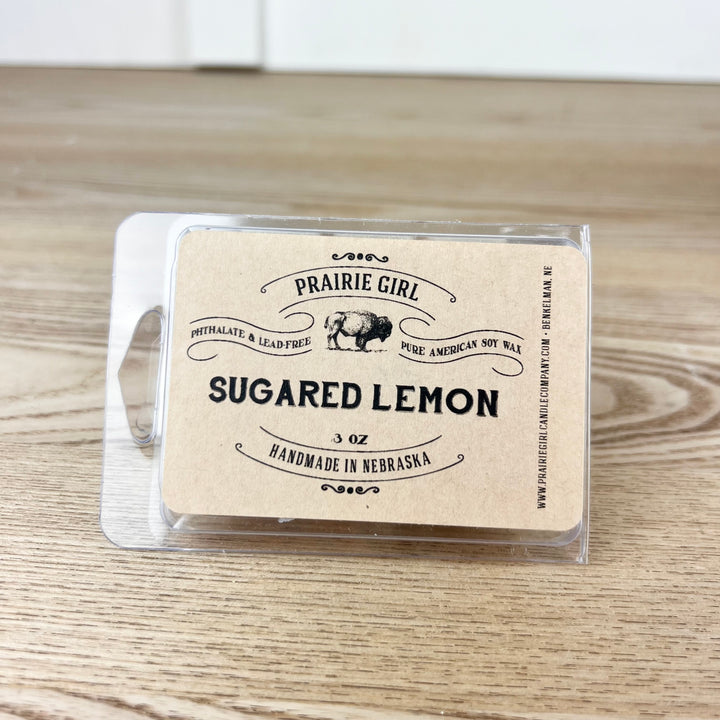 PRAIRIE GIRL
PHTHALATE & LEAD-FREE
PURE AMERICAN SOY WAX
SUGARED LEMON
3 OZ
HANDMADE IN NEBRASKA
WWW.PRAIRIEGIRLCANDLECOMPANY.COM • BENKELMAN, NE